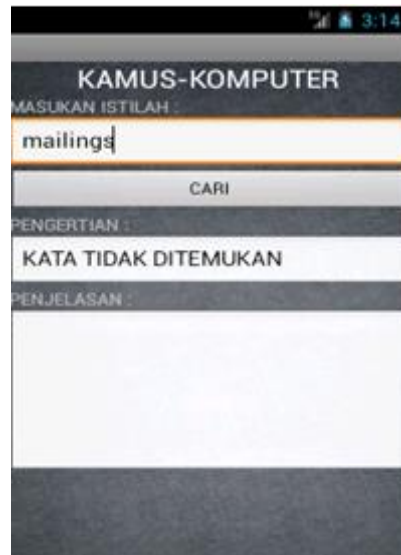 3:14
KAMUS-KOMPUTER
MASUKAN ISTILAH :
mailings
CARI
PENGERTIAN :
KATA TIDAK DITEMUKAN
PENJELASAN :